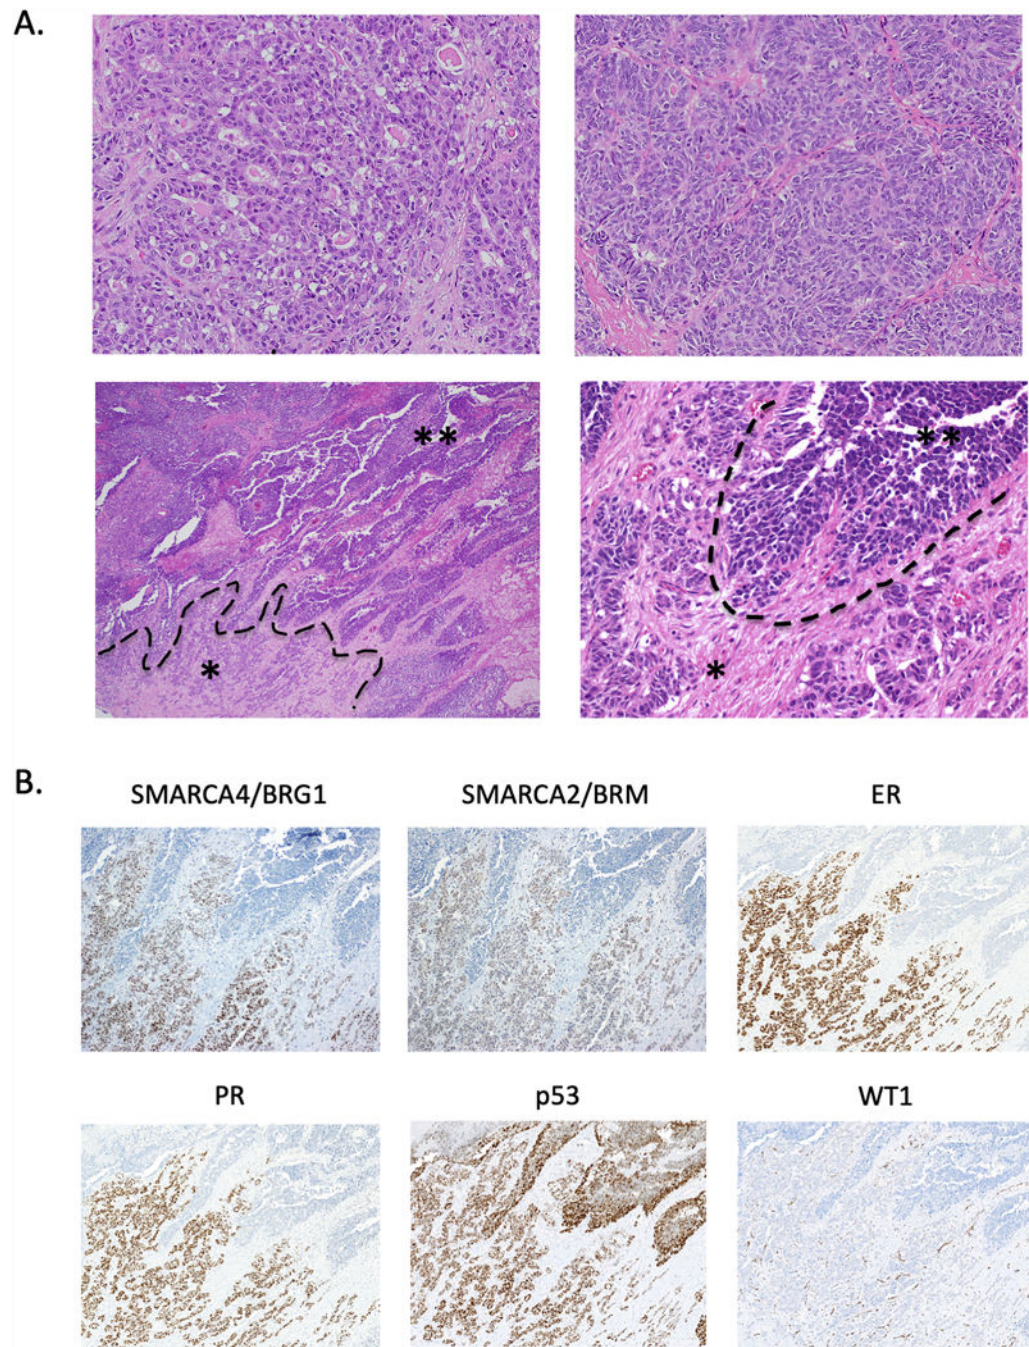 A.
**
*
**
*
B.
SMARCA4/BRG1
SMARCA2/BRM
ER
PR
p53
WT1